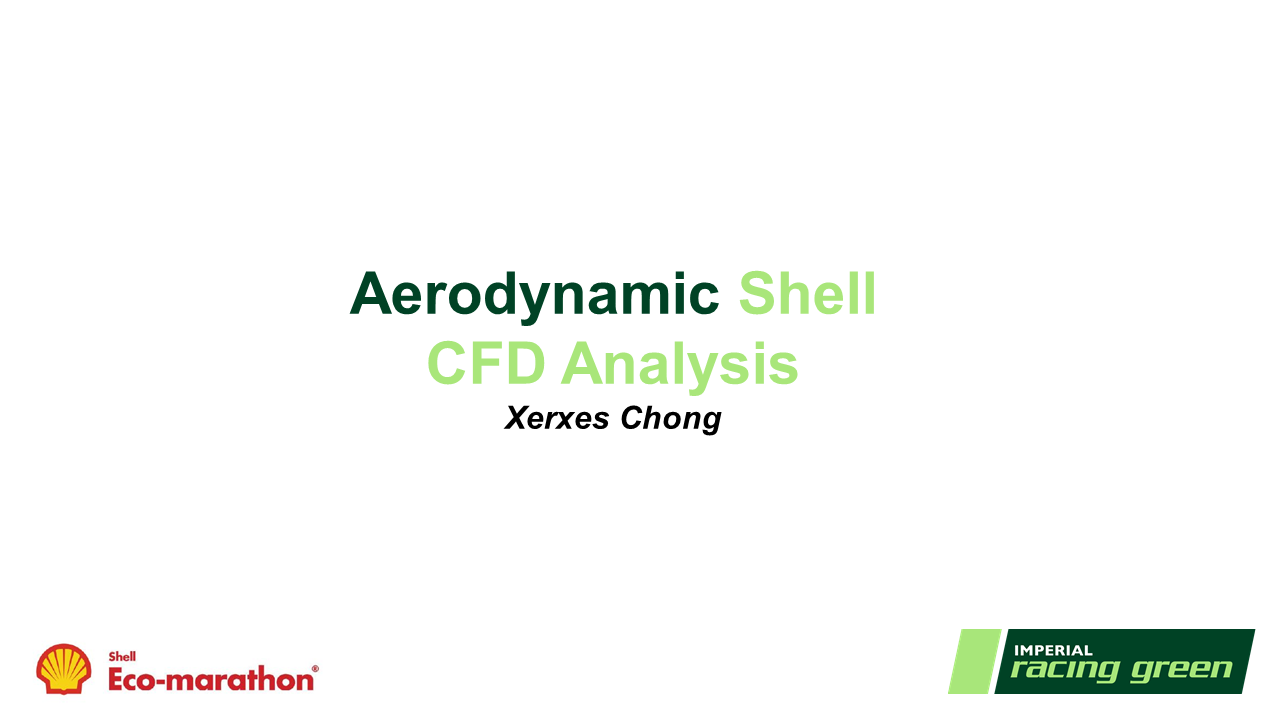 Aerodynamic Shell
CFD Analysis
Xerxes Chong
Shell
Eco-marathon®
IMPERIAL
racing green